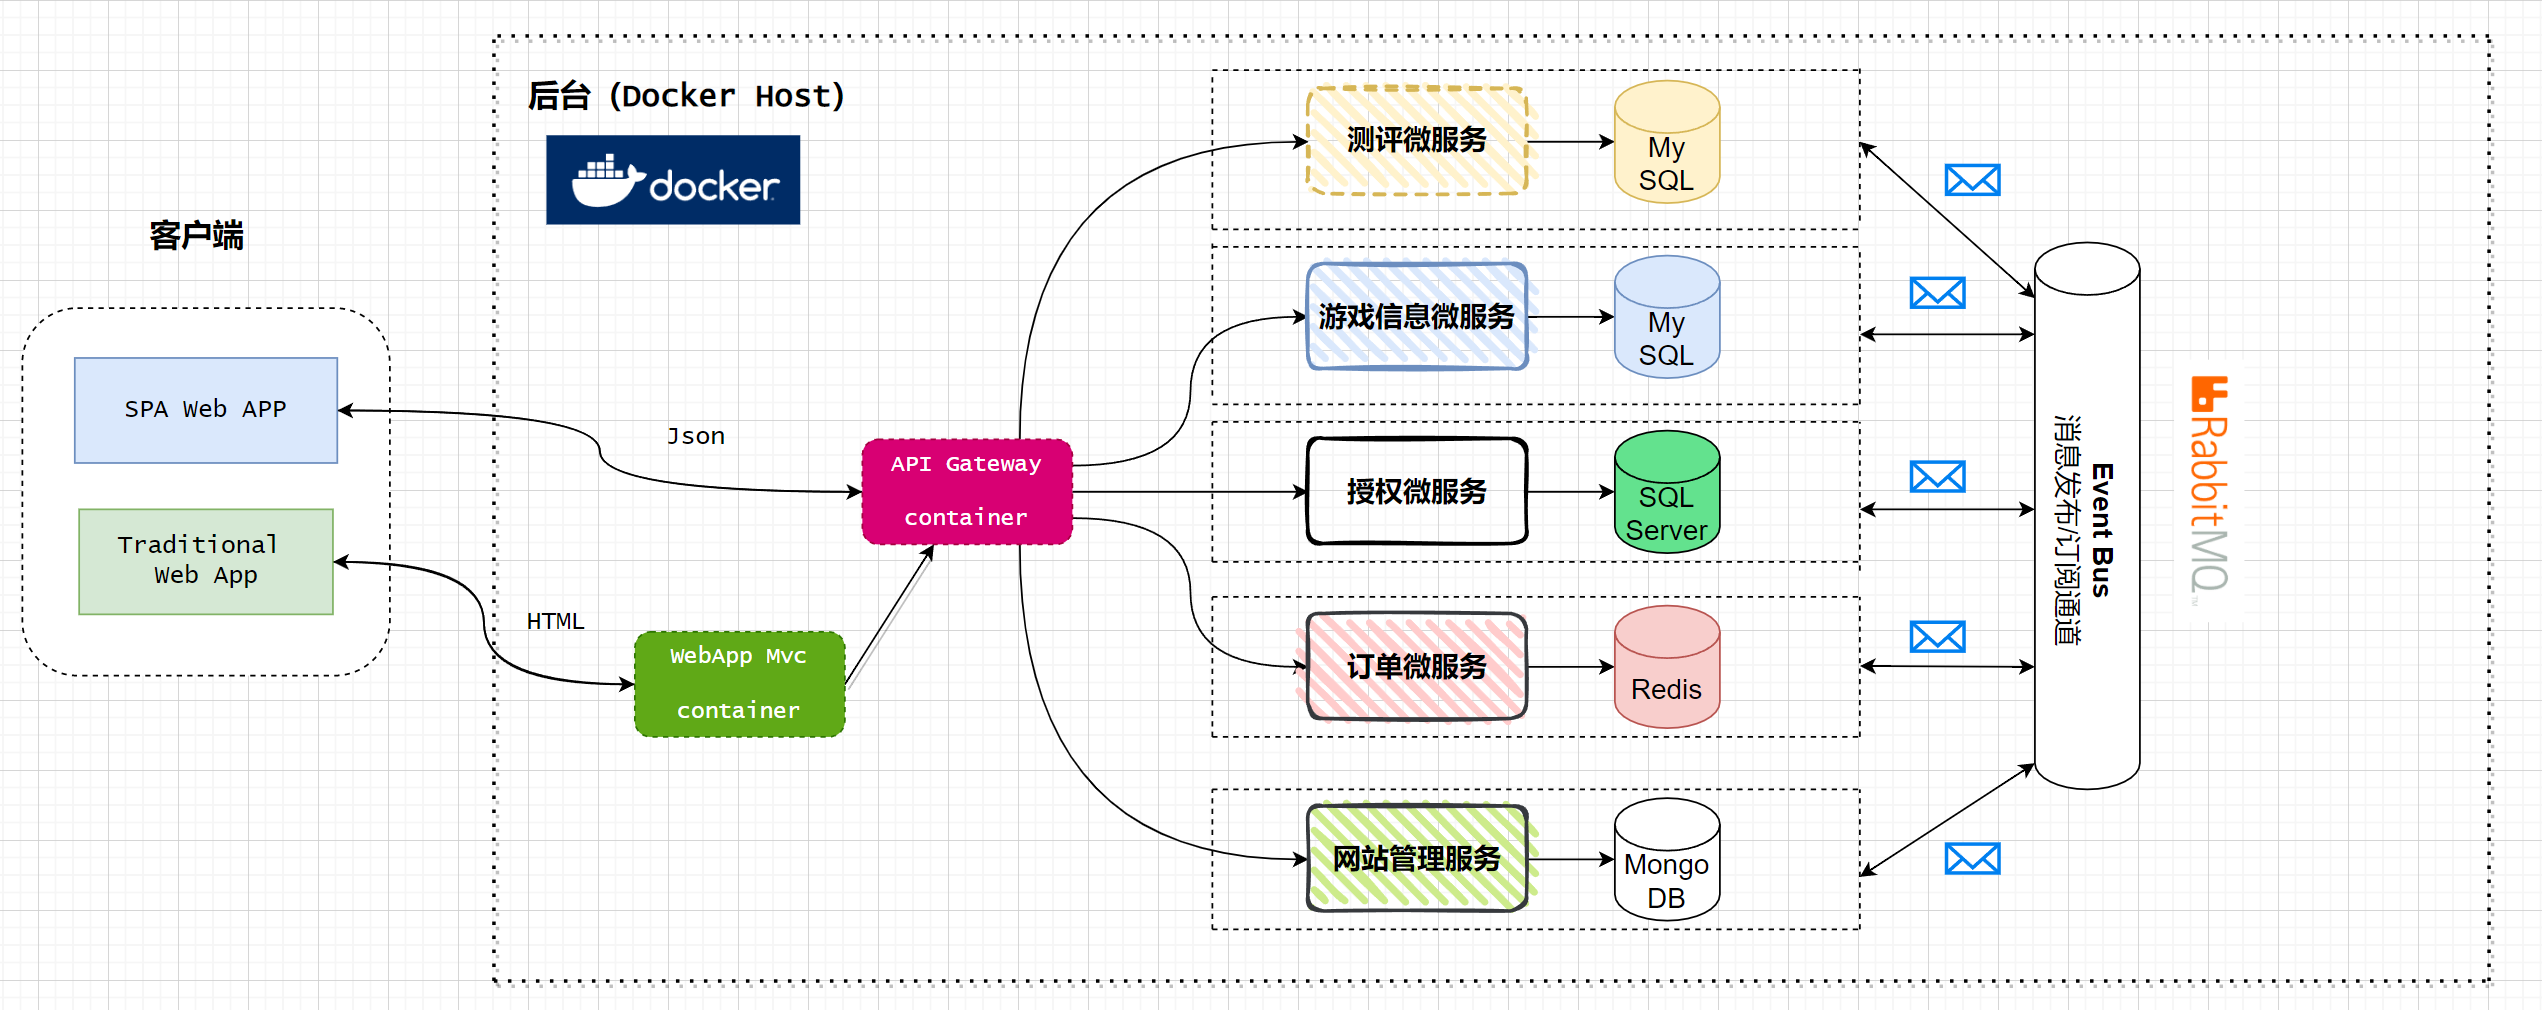 后台（Docker Host）
docker
客户端
SPA Web APP
Traditional
Web App
Json
HTML
API Gateway
container
WebApp Mvc
container
测评微服务
My
SQL
游戏信息微服务
My
SQL
授权微服务
SQL
Server
订单微服务
Redis
网站管理服务
Mongo
DB
Event Bus
消息发布/订阅通道
RabbitMQ
TM